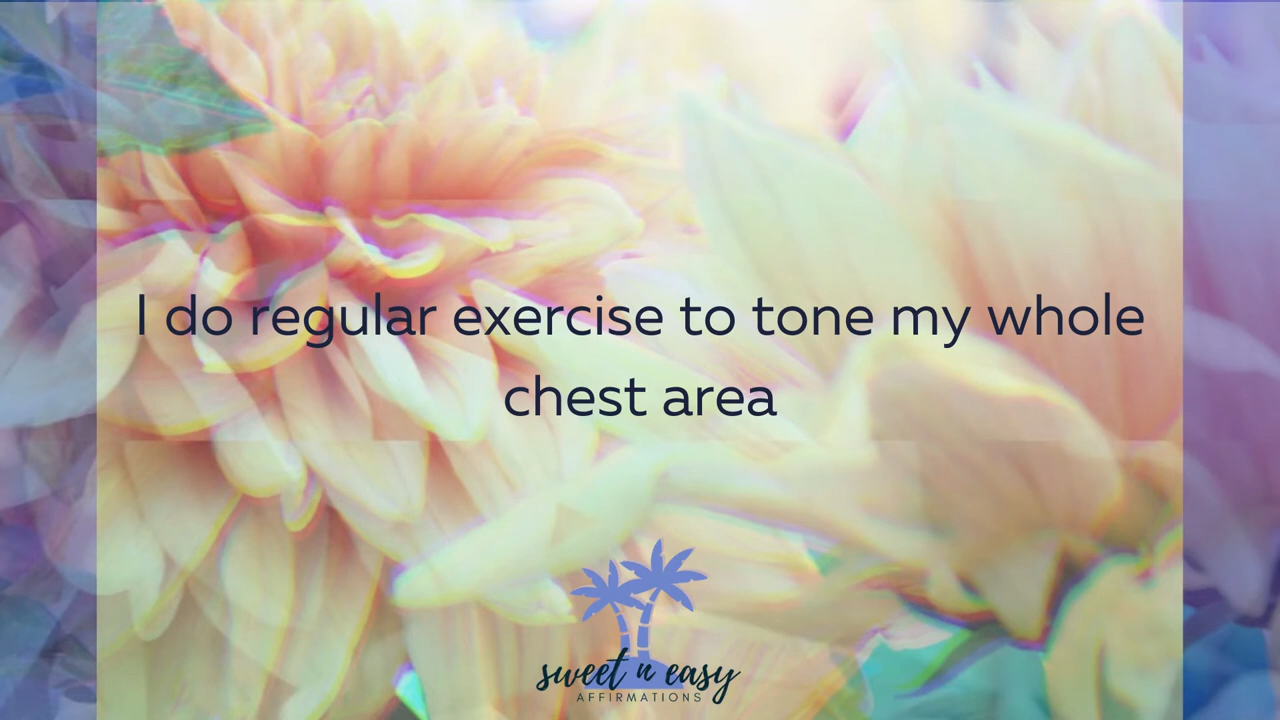 I do regular exercise to tone my whole
chest area
sweet n easy
AFFIRMATIONS